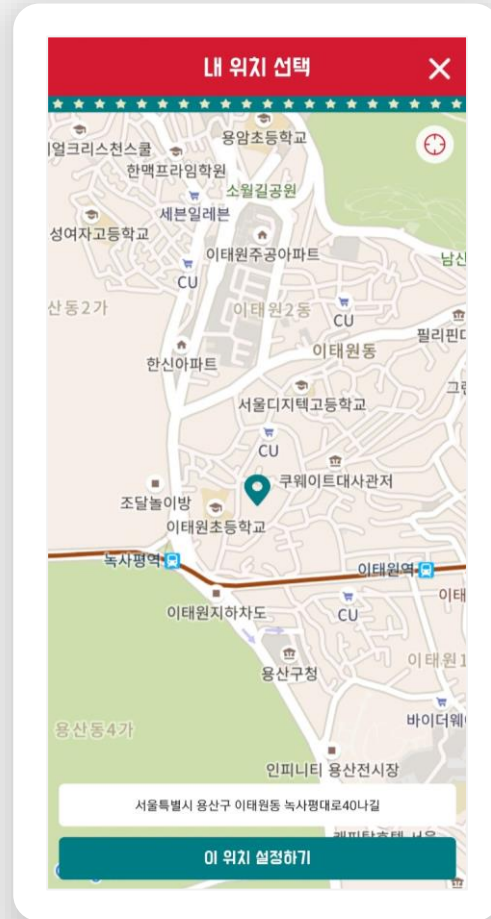 내 위치 선택
용암초등학교
얼크리스천스쿨
한맥프라임학원
소월길공원
세븐일레븐
성여자고등학교
이태원주공아파트
남산
CU
산동2가
이태원2동
CU
필리핀대
이태원동
한신아파트
그린
서울디지텍고등학교
CU
쿠웨이트대사관저
조달놀이방
이태원초등학교
녹사평역
이태원역
이태
이태원지하차도
CU
이태원1
용산구청
바이더웨이
용산동4가
인피니티 용산전시장
서울특별시 용산구 이태원동 녹사평대로40나길
이 위치 설정하기